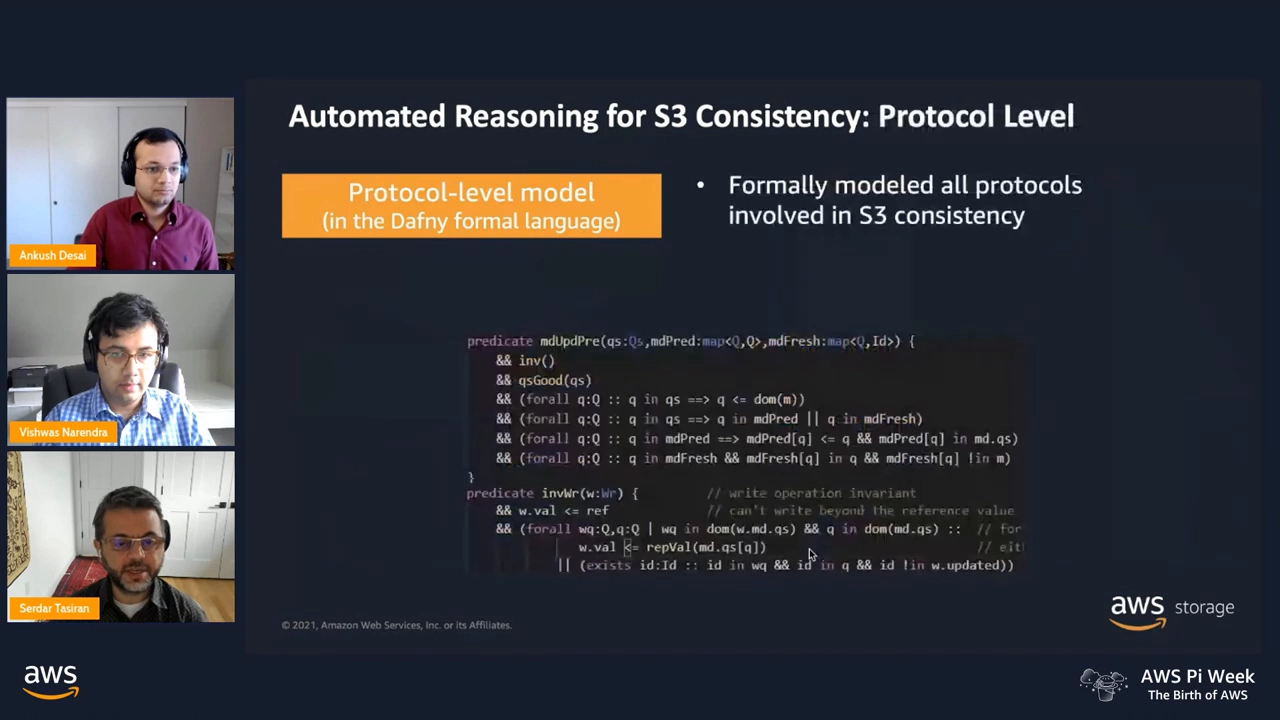 Automated Reasoning for S3 Consistency: Protocol Level
Protocol-level model
(in the Dafny formal language)
• Formally modeled all protocols
involved in S3 consistency
predicate mdUpdPre(qs:Qs,mdPred:map<Q,Q>,mdFresh:map<Q,Id>) {
&& inv()
&& qsGood(qs)
&& (forall q:Q :: q in qs ==> q <= dom(m))
&& (forall q:Q :: q in qs ==> q in mdPred || q in mdFresh)
&& (forall q:Q :: q in mdPred ==> mdPred[q] <= q && mdPred[q] in md.qs)
&& (forall q:Q :: q in mdFresh && mdFresh[q] in q && mdFresh[q] !in m)
}
predicate invWr(w:Wr) { // write operation invariant
&& w.val <= ref // can't write beyond the reference value
&& (forall wq:Q,q:Q | wq in dom(w.md.qs) && q in dom(md.qs) :: // for
w.val <= repVal(md.qs[q]) // eit
|| (exists id:Id :: id in wq && id in q && id !in w.updated))
Ankush Desai
Vishwas Narendra
Serdar Tasiran
© 2021, Amazon Web Services, Inc. or its Affiliates.
aws storage
aws
AWS Pi Week
The Birth of AWS